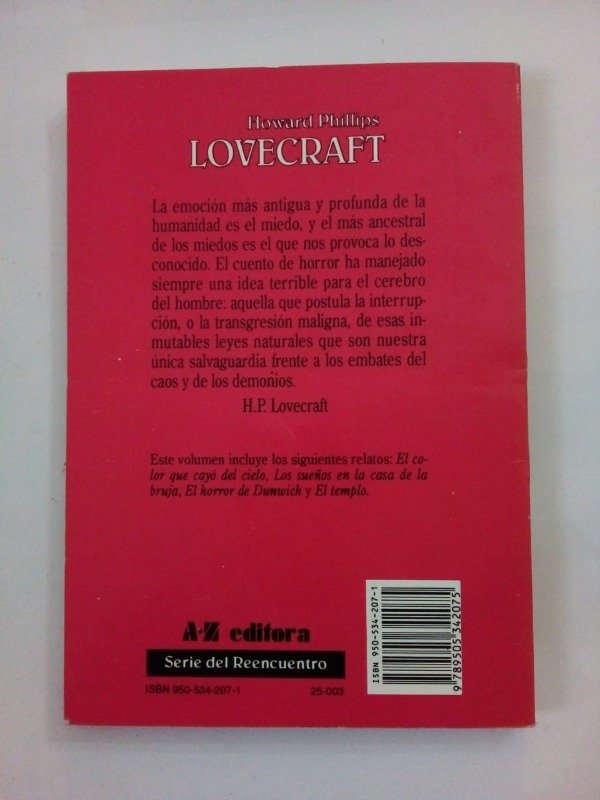 Howard Phillips
LOVECRAFT
La emoción más antigua y profunda de la
humanidad es el miedo, y el más ancestral
de los miedos es el que nos provoca lo des-
conocido. El cuento de horror ha manejado
siempre una idea terrible para el cerebro
del hombre: aquella que postula la interrup-
ción, o la transgresión maligna, de esas in-
mutables leyes naturales que son nuestra
única salvaguardia frente a los embates del
caos y de los demoñios.
H.P. Lovecraft
Este volumen incluye los siguientes relatos: El co-
lor que cayó del cielo, Los sueños en la casa de la
bruja, El horror de Dunwich y El templo.
A-Z editora
Serie del Reencuentro
ISBN 950-534-207-1 25-003
ISBN 950-534-207-1
9 789505 342075